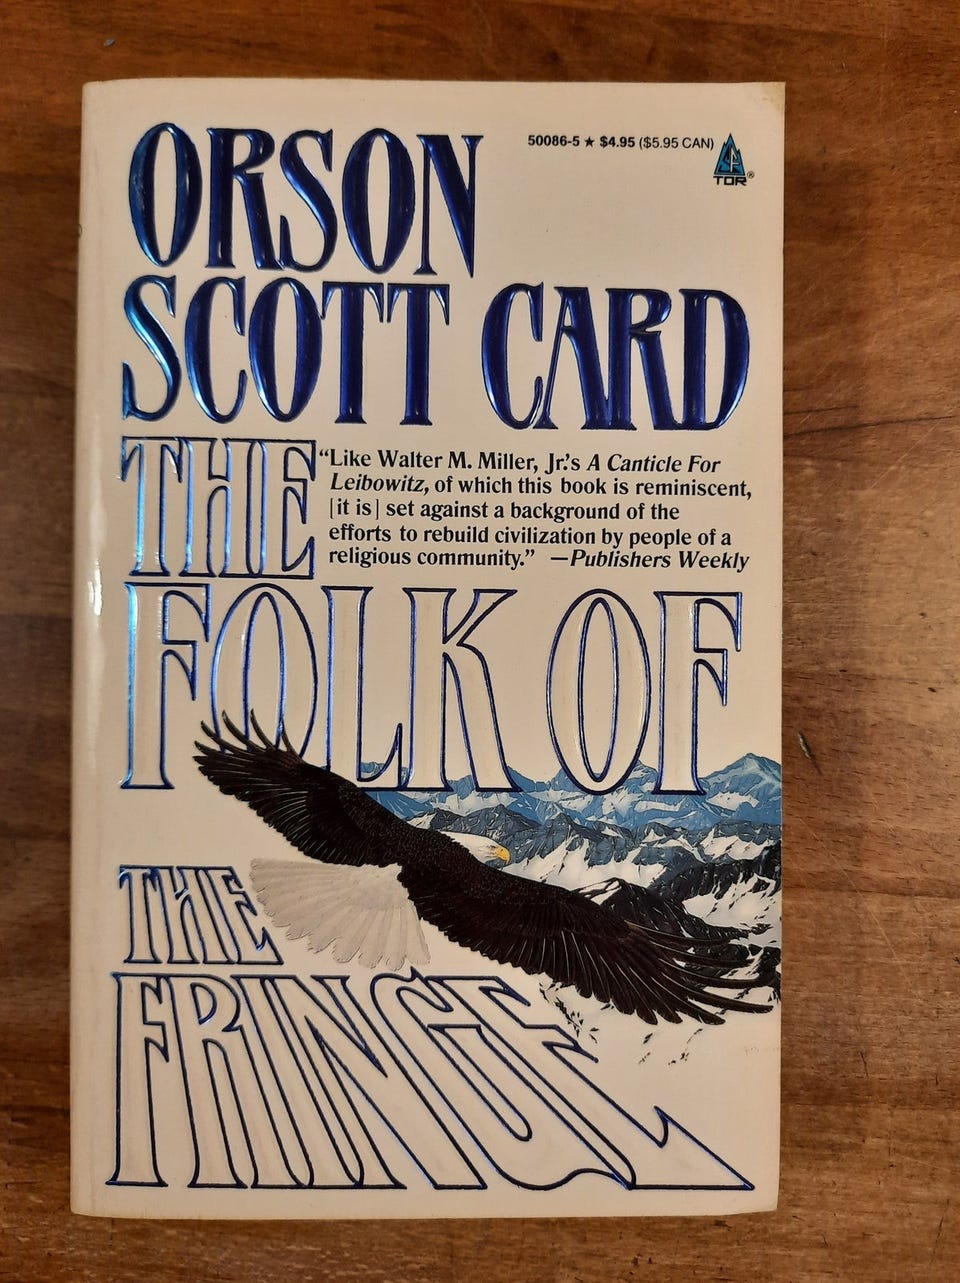 ORSON
50086-5 ★ $4.95 ($5.95 CAN)
TOR®
SCOTT CARD
THE
“Like Walter M. Miller, Jr.'s A Canticle For
Leibowitz, of which this book is reminiscent,
[it is] set against a background of the
efforts to rebuild civilization by people of a
religious community.” —Publishers Weekly
FOLK OF
THE
FRINGE